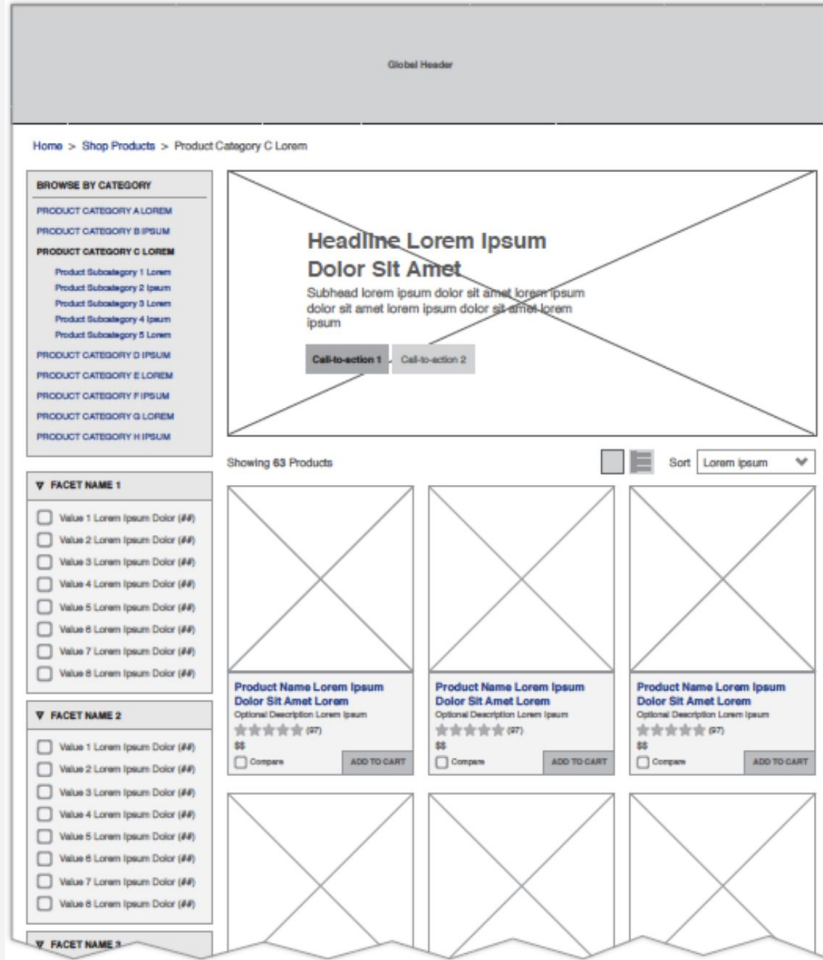 Global Header
Home > Shop Products > Product Category C Lorem
BROWSE BY CATEGORY
PRODUCT CATEGORY A LOREM
PRODUCT CATEGORY B IPSUM
PRODUCT CATEGORY C LOREM
Product Subcategory 1 Lorem
Product Subcategory 2 Ipsum
Product Subcategory 3 Lorem
Product Subcategory 4 Ipsum
Product Subcategory 5 Lorem
PRODUCT CATEGORY D IPSUM
PRODUCT CATEGORY E LOREM
PRODUCT CATEGORY F IPSUM
PRODUCT CATEGORY G LOREM
PRODUCT CATEGORY H IPSUM
FACET NAME 1
Value 1 Lorem Ipsum Dolor (##)
Value 2 Lorem Ipsum Dolor (##)
Value 3 Lorem Ipsum Dolor (##)
Value 4 Lorem Ipsum Dolor (##)
Value 5 Lorem Ipsum Dolor (##)
Value 6 Lorem Ipsum Dolor (##)
Value 7 Lorem Ipsum Dolor (##)
Value 8 Lorem Ipsum Dolor (##)
FACET NAME 2
Value 1 Lorem Ipsum Dolor (##)
Value 2 Lorem Ipsum Dolor (##)
Value 3 Lorem Ipsum Dolor (##)
Value 4 Lorem Ipsum Dolor (##)
Value 5 Lorem Ipsum Dolor (##)
Value 6 Lorem Ipsum Dolor (##)
Value 7 Lorem Ipsum Dolor (##)
Value 8 Lorem Ipsum Dolor (##)
FACET NAME 3
Headline Lorem Ipsum
Dolor Sit Amet
Subhead lorem ipsum dolor sit amet lorem ipsum
dolor sit amet lorem ipsum dolor sit amet lorem
ipsum
Call-to-action 1 Call-to-action 2
Showing 63 Products Sort Lorem ipsum
Product Name Lorem Ipsum
Dolor Sit Amet Lorem
Optional Description Lorem Ipsum
(97)
$$
Compare ADD TO CART
Product Name Lorem Ipsum
Dolor Sit Amet Lorem
Optional Description Lorem Ipsum
(97)
$$
Compare ADD TO CART
Product Name Lorem Ipsum
Dolor Sit Amet Lorem
Optional Description Lorem Ipsum
(97)
$$
Compare ADD TO CART